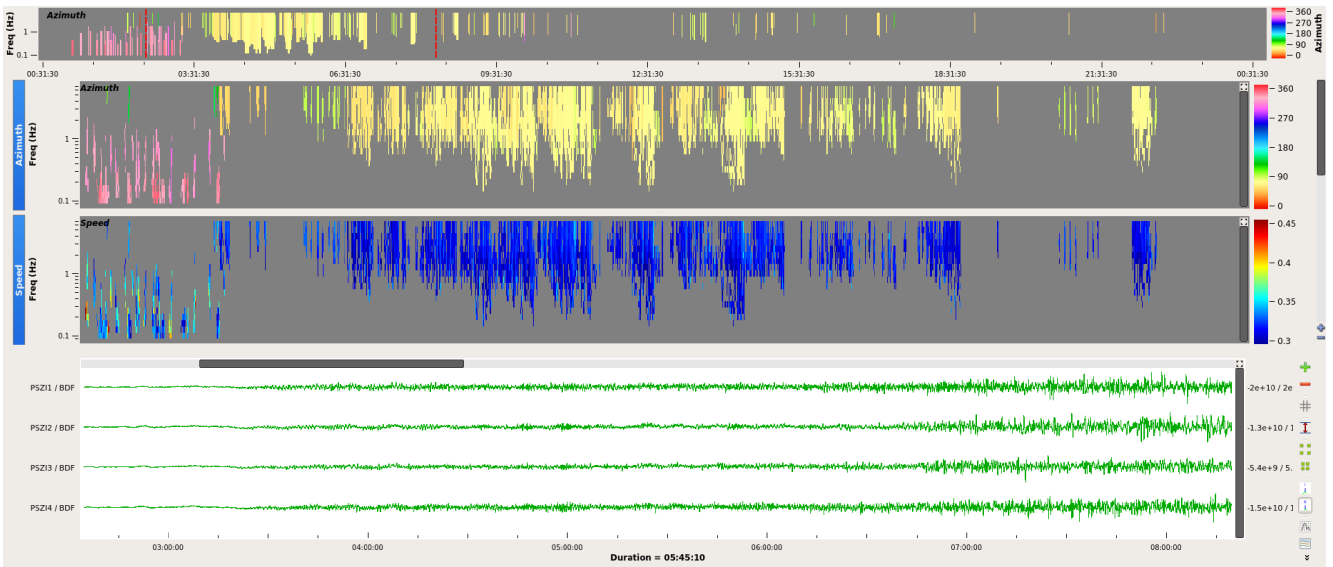 Azimuth
Freq (Hz)
1
0.1
360
270
180
90
0
Azimuth
00:31:30 03:31:30 06:31:30 09:31:30 12:31:30 15:31:30 18:31:30 21:31:30 00:31:30
Azimuth
Azimuth
Freq (Hz)
1
0.1
360
270
180
90
0
Speed
Speed
Freq (Hz)
1
0.1
0.45
0.4
0.35
0.3
PSZI1 / BDF
-2e+10 / 2e
PSZI2 / BDF
-1.3e+10 / 1
PSZI3 / BDF
-5.4e+9 / 5.
PSZI4 / BDF
-1.5e+10 / 1
03:00:00 04:00:00 05:00:00 06:00:00 07:00:00 08:00:00
Duration = 05:45:10